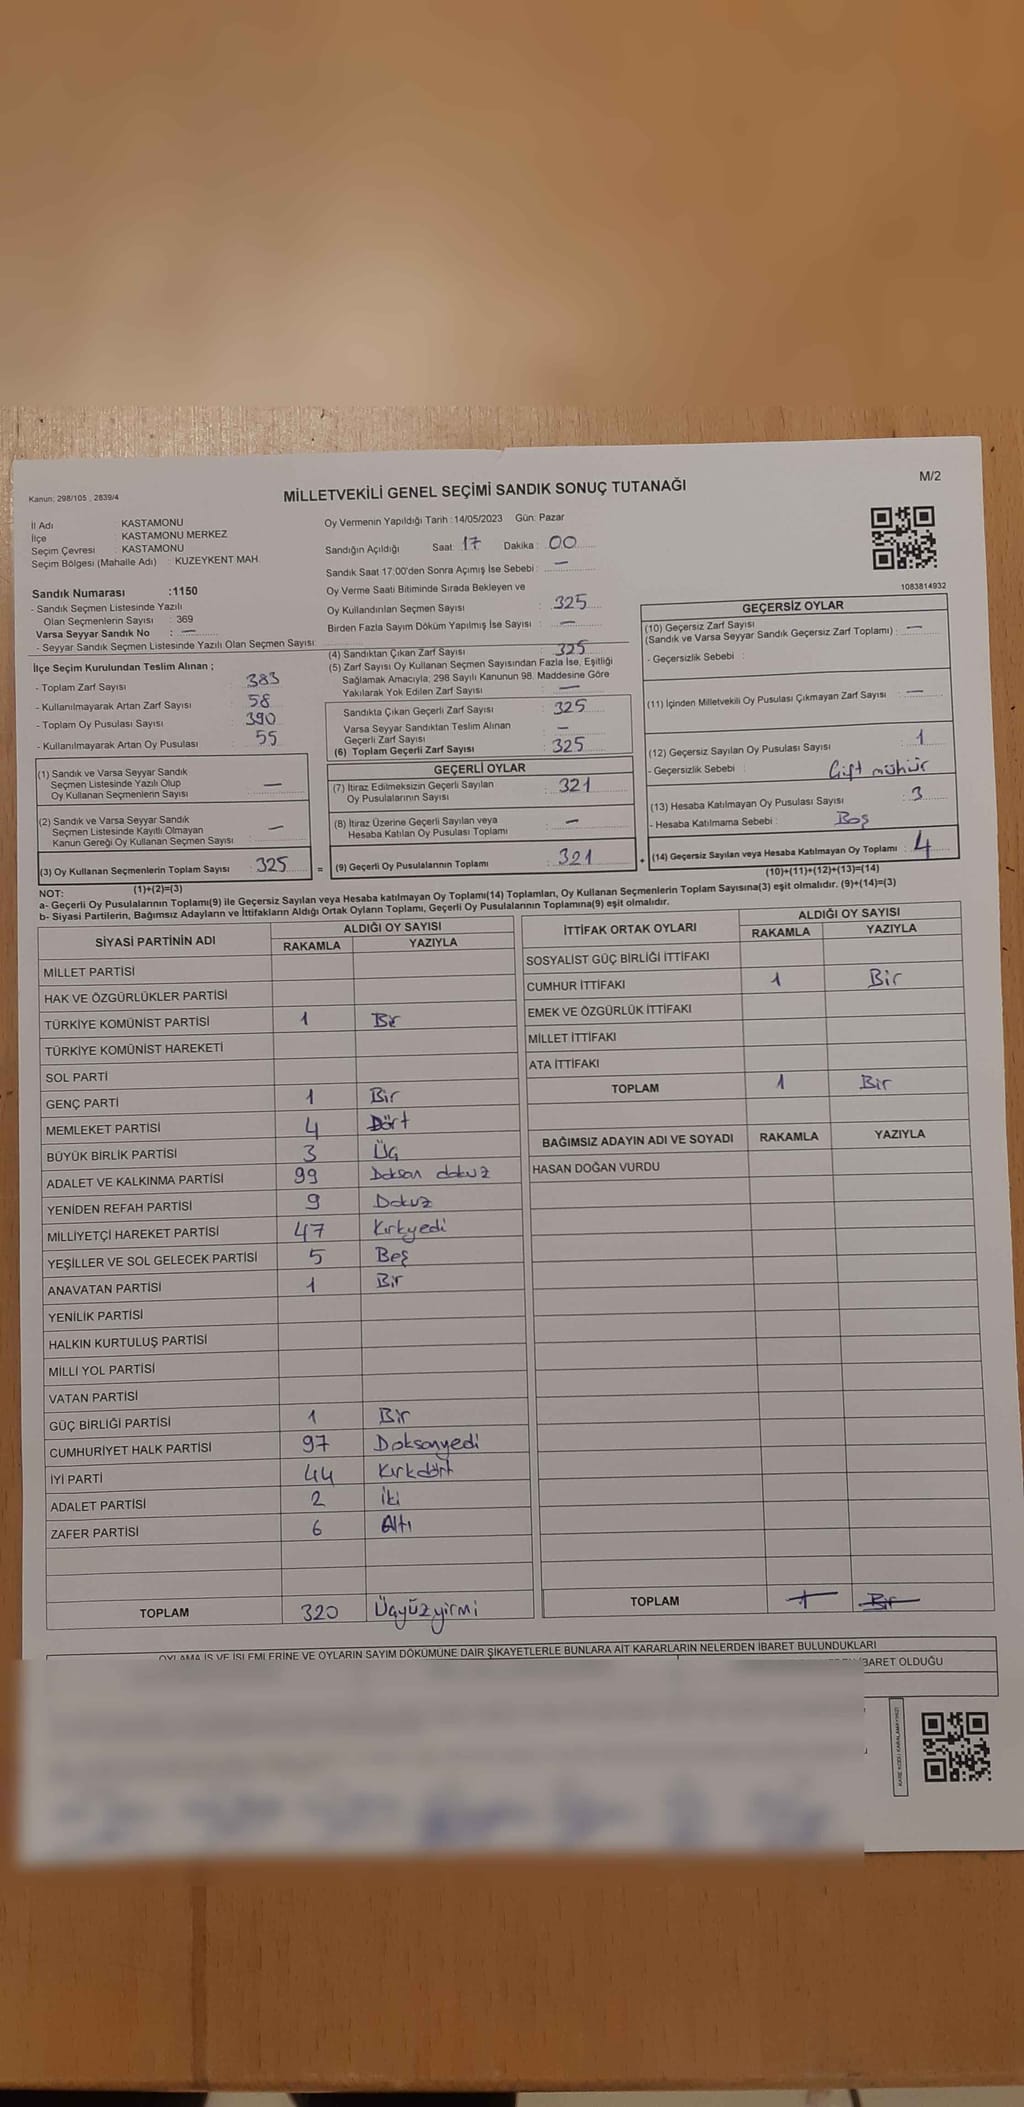 Kanun: 298/105 , 2839/4
MİLLETVEKİLİ GENEL SEÇİMİ SANDIK SONUÇ TUTANAĞI
M/2
İl Adı KASTAMONU
İlçe : KASTAMONU MERKEZ
Seçim Çevresi : KASTAMONU
Seçim Bölgesi (Mahalle Adı) : KUZEYKENT MAH.
Sandık Numarası :1150
- Sandık Seçmen Listesinde Yazılı
Olan Seçmenlerin Sayısı : 369
Varsa Seyyar Sandık No : —
- Seyyar Sandık Seçmen Listesinde Yazılı Olan Seçmen Sayısı:
İlçe Seçim Kurulundan Teslim Alınan ;
- Toplam Zarf Sayısı : 383
- Kullanılmayarak Artan Zarf Sayısı : 58
- Toplam Oy Pusulası Sayısı : 390
- Kullanılmayarak Artan Oy Pusulası : 55
(1) Sandık ve Varsa Seyyar Sandık
Seçmen Listesinde Yazılı Olup
Oy Kullanan Seçmenlerin Sayısı : —
(2) Sandık ve Varsa Seyyar Sandık
Seçmen Listesinde Kayıtlı Olmayan
Kanun Gereği Oy Kullanan Seçmen Sayısı : —
(3) Oy Kullanan Seçmenlerin Toplam Sayısı : 325
(1)+(2)=(3)
Oy Vermenin Yapıldığı Tarih :14/05/2023 Gün: Pazar
Sandığın Açıldığı Saat: 17 Dakika : 00
Sandık Saat 17:00'den Sonra Açımış İse Sebebi : —
Oy Verme Saati Bitiminde Sırada Bekleyen ve
Oy Kullandırılan Seçmen Sayısı : 325
Birden Fazla Sayım Döküm Yapılmış İse Sayısı : —
(4) Sandıktan Çıkan Zarf Sayısı : 325
(5) Zarf Sayısı Oy Kullanan Seçmen Sayısından Fazla İse, Eşitliği
Sağlamak Amacıyla; 298 Sayılı Kanunun 98. Maddesine Göre
Yakılarak Yok Edilen Zarf Sayısı : —
Sandıkta Çıkan Geçerli Zarf Sayısı : 325
Varsa Seyyar Sandıktan Teslim Alınan
Geçerli Zarf Sayısı : —
(6) Toplam Geçerli Zarf Sayısı : 325
GEÇERLİ OYLAR
(7) İtiraz Edilmeksizin Geçerli Sayılan
Oy Pusulalarının Sayısı : 321
(8) İtiraz Üzerine Geçerli Sayılan veya
Hesaba Katılan Oy Pusulası Toplamı : —
= (9) Geçerli Oy Pusulalarının Toplamı : 321 +
1083814932
GEÇERSİZ OYLAR
(10) Geçersiz Zarf Sayısı
(Sandık ve Varsa Seyyar Sandık Geçersiz Zarf Toplamı) : —
- Geçersizlik Sebebi :
(11) İçinden Milletvekili Oy Pusulası Çıkmayan Zarf Sayısı : —
(12) Geçersiz Sayılan Oy Pusulası Sayısı : 1
- Geçersizlik Sebebi : Çift mühür
(13) Hesaba Katılmayan Oy Pusulası Sayısı : 3
- Hesaba Katılmama Sebebi : Boş
(14) Geçersiz Sayılan veya Hesaba Katılmayan Oy Toplamı : 4
(10)+(11)+(12)+(13)=(14)
NOT:
a- Geçerli Oy Pusulalarının Toplamı(9) ile Geçersiz Sayılan veya Hesaba katılmayan Oy Toplamı(14) Toplamları, Oy Kullanan Seçmenlerin Toplam Sayısına(3) eşit olmalıdır. (9)+(14)=(3)
b- Siyasi Partilerin, Bağımsız Adayların ve İttifakların Aldığı Ortak Oyların Toplamı, Geçerli Oy Pusulalarının Toplamına(9) eşit olmalıdır.
SİYASİ PARTİNİN ADI ALDIĞI OY SAYISI
RAKAMLA YAZIYLA
MİLLET PARTİSİ
HAK VE ÖZGÜRLÜKLER PARTİSİ
TÜRKİYE KOMÜNİST PARTİSİ 1 Bir
TÜRKİYE KOMÜNİST HAREKETİ
SOL PARTİ
GENÇ PARTİ 1 Bir
MEMLEKET PARTİSİ 4 Dört
BÜYÜK BİRLİK PARTİSİ 3 Üç
ADALET VE KALKINMA PARTİSİ 99 Doksan dokuz
YENİDEN REFAH PARTİSİ 9 Dokuz
MİLLİYETÇİ HAREKET PARTİSİ 47 Kırkyedi
YEŞİLLER VE SOL GELECEK PARTİSİ 5 Beş
ANAVATAN PARTİSİ 1 Bir
YENİLİK PARTİSİ
HALKIN KURTULUŞ PARTİSİ
MİLLİ YOL PARTİSİ
VATAN PARTİSİ
GÜÇ BİRLİĞİ PARTİSİ 1 Bir
CUMHURİYET HALK PARTİSİ 97 Doksanyedi
İYİ PARTİ 44 Kırkdört
ADALET PARTİSİ 2 İki
ZAFER PARTİSİ 6 Altı
TOPLAM 320 Üçyüzyirmi
İTTİFAK ORTAK OYLARI ALDIĞI OY SAYISI
RAKAMLA YAZIYLA
SOSYALİST GÜÇ BİRLİĞİ İTTİFAKI
CUMHUR İTTİFAKI 1 Bir
EMEK VE ÖZGÜRLÜK İTTİFAKI
MİLLET İTTİFAKI
ATA İTTİFAKI
TOPLAM 1 Bir
BAĞIMSIZ ADAYIN ADI VE SOYADI RAKAMLA YAZIYLA
HASAN DOĞAN VURDU
TOPLAM 1 Bir
OYLAMA İŞ VE İŞLEMLERİNE VE OYLARIN SAYIM DÖKÜMÜNE DAİR ŞİKAYETLERLE BUNLARA AİT KARARLARIN NELERDEN İBARET BULUNDUKLARI
İBARET OLDUĞU
KARE KODU KARALAMAYINIZ!